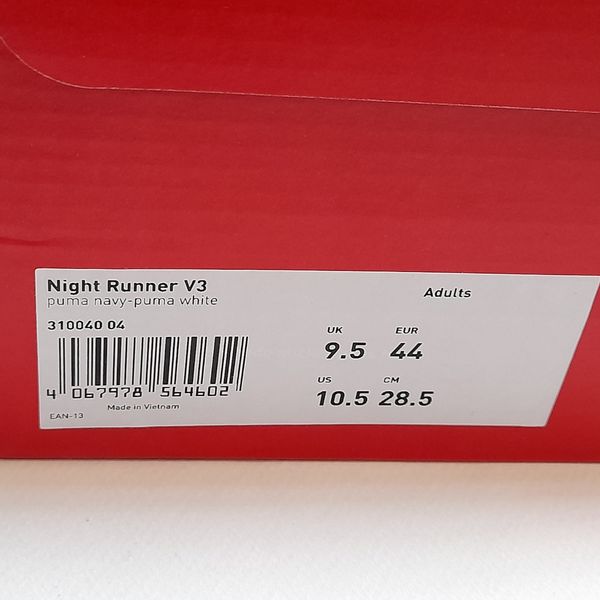 Night Runner V3
puma navy-puma white
Adults
310040 04
UK EUR
9.5 44
US CM
10.5 28.5
4 067978 564602
Made in Vietnam
EAN-13